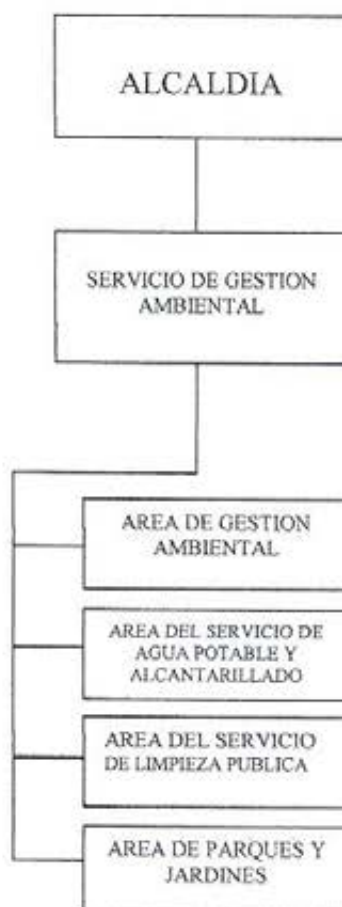 ALCALDIA
SERVICIO DE GESTION
AMBIENTAL
AREA DE GESTION
AMBIENTAL
AREA DEL SERVICIO DE
AGUA POTABLE Y
ALCANTARILLADO
AREA DEL SERVICIO
DE LIMPIEZA PUBLICA
AREA DE PARQUES Y
JARDINES